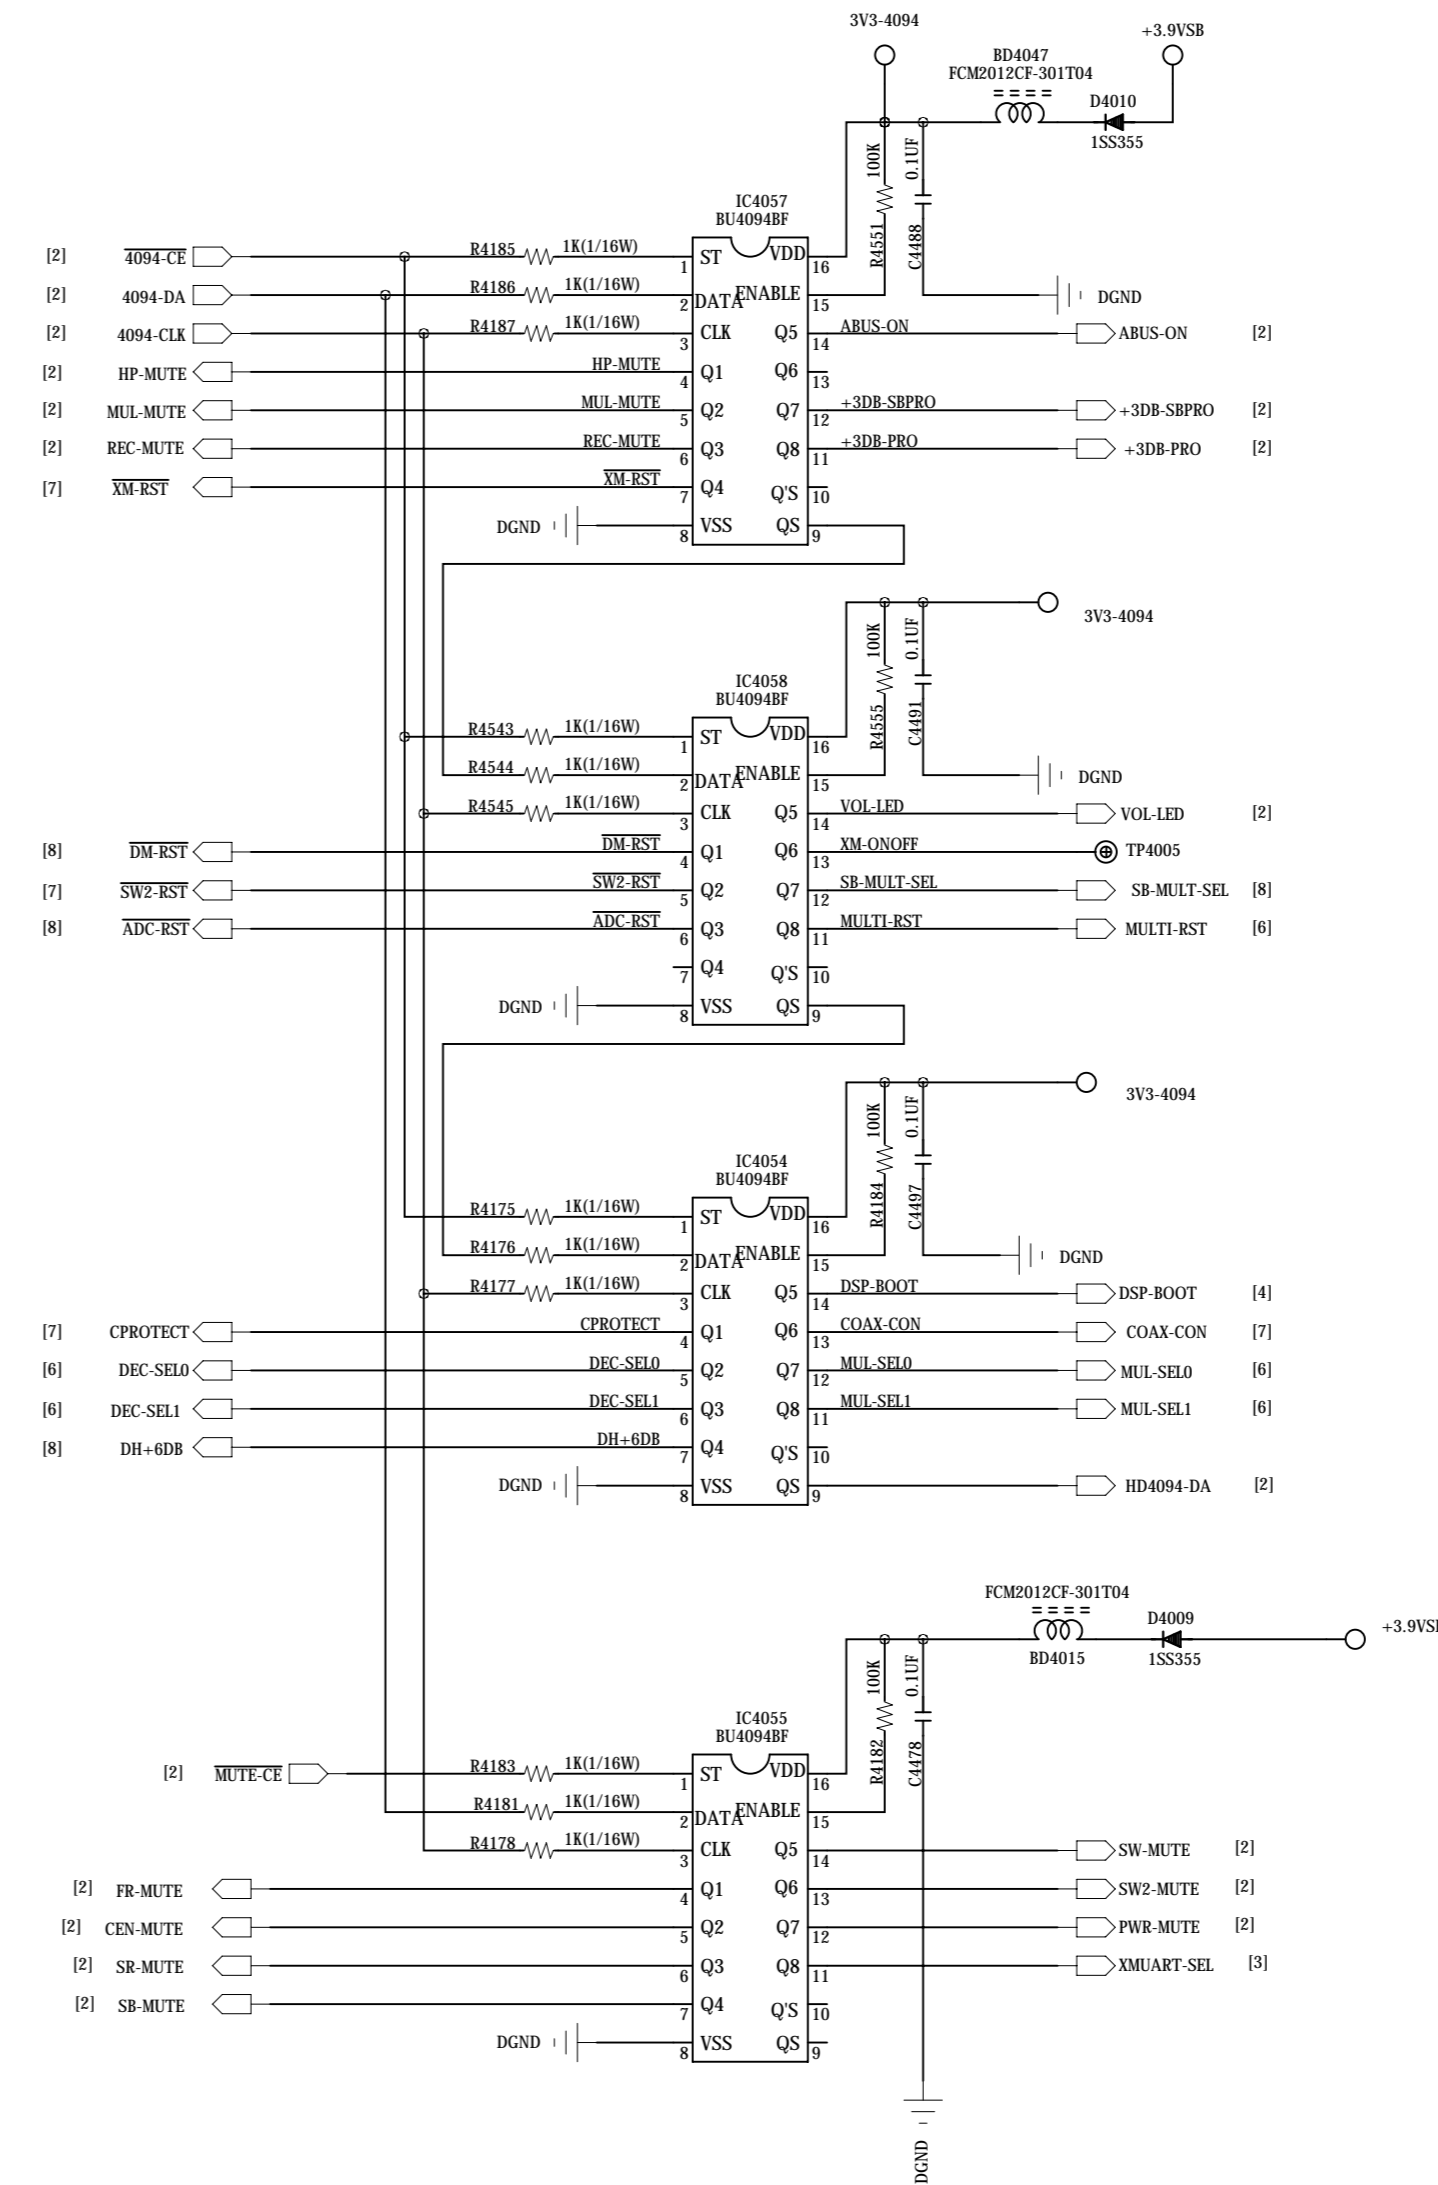 3V3-4094
+3.9VSB
BD4047
FCM2012CF-301T04
D4010
1SS355
100K
0.1UF
R4551
C4488
IC4057
BU4094BF
[2] 4094-CE R4185 1K(1/16W) 1 ST VDD 16
[2] 4094-DA R4186 1K(1/16W) 2 DATA ENABLE 15 DGND
[2] 4094-CLK R4187 1K(1/16W) 3 CLK Q5 14 ABUS-ON ABUS-ON [2]
[2] HP-MUTE HP-MUTE 4 Q1 Q6 13
[2] MUL-MUTE MUL-MUTE 5 Q2 Q7 12 +3DB-SBPRO +3DB-SBPRO [2]
[2] REC-MUTE REC-MUTE 6 Q3 Q8 11 +3DB-PRO +3DB-PRO [2]
[7] XM-RST XM-RST 7 Q4 Q'S 10
DGND 8 VSS QS 9
3V3-4094
100K
0.1UF
R4555
C4491
IC4058
BU4094BF
R4543 1K(1/16W) 1 ST VDD 16
R4544 1K(1/16W) 2 DATA ENABLE 15 DGND
R4545 1K(1/16W) 3 CLK Q5 14 VOL-LED VOL-LED [2]
[8] DM-RST DM-RST 4 Q1 Q6 13 XM-ONOFF TP4005
[7] SW2-RST SW2-RST 5 Q2 Q7 12 SB-MULT-SEL SB-MULT-SEL [8]
[8] ADC-RST ADC-RST 6 Q3 Q8 11 MULTI-RST MULTI-RST [6]
7 Q4 Q'S 10
DGND 8 VSS QS 9
3V3-4094
100K
0.1UF
R4184
C4497
IC4054
BU4094BF
R4175 1K(1/16W) 1 ST VDD 16
R4176 1K(1/16W) 2 DATA ENABLE 15 DGND
R4177 1K(1/16W) 3 CLK Q5 14 DSP-BOOT DSP-BOOT [4]
[7] CPROTECT CPROTECT 4 Q1 Q6 13 COAX-CON COAX-CON [7]
[6] DEC-SEL0 DEC-SEL0 5 Q2 Q7 12 MUL-SEL0 MUL-SEL0 [6]
[6] DEC-SEL1 DEC-SEL1 6 Q3 Q8 11 MUL-SEL1 MUL-SEL1 [6]
[8] DH+6DB DH+6DB 7 Q4 Q'S 10
DGND 8 VSS QS 9 HD4094-DA [2]
FCM2012CF-301T04
BD4015
D4009
1SS355
+3.9VS
100K
0.1UF
R4182
C4478
IC4055
BU4094BF
[2] MUTE-CE R4183 1K(1/16W) 1 ST VDD 16
R4181 1K(1/16W) 2 DATA ENABLE 15
R4178 1K(1/16W) 3 CLK Q5 14 SW-MUTE [2]
[2] FR-MUTE 4 Q1 Q6 13 SW2-MUTE [2]
[2] CEN-MUTE 5 Q2 Q7 12 PWR-MUTE [2]
[2] SR-MUTE 6 Q3 Q8 11 XMUART-SEL [3]
[2] SB-MUTE 7 Q4 Q'S 10
DGND 8 VSS QS 9
DGND